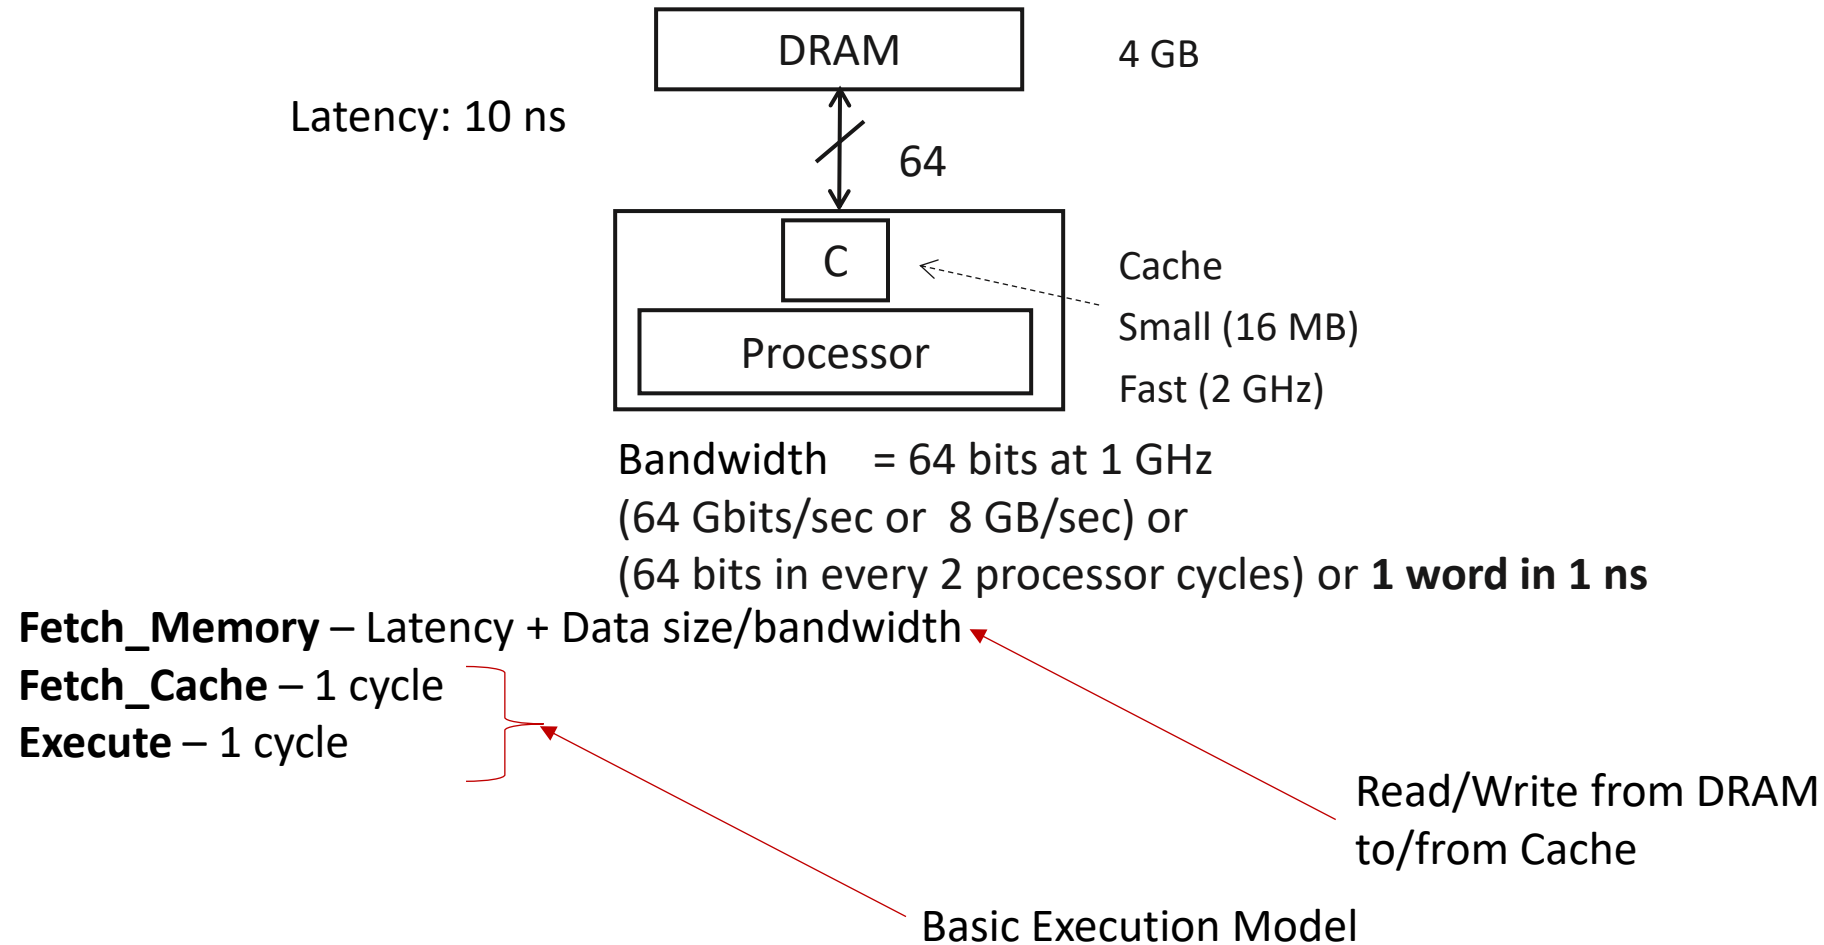 DRAM
4 GB
Latency: 10 ns
64
C
Cache
Small (16 MB)
Processor
Fast (2 GHz)
Bandwidth = 64 bits at 1 GHz
(64 Gbits/sec or 8 GB/sec) or
(64 bits in every 2 processor cycles) or 1 word in 1 ns
Fetch_Memory – Latency + Data size/bandwidth
Fetch_Cache – 1 cycle
Execute – 1 cycle
Read/Write from DRAM
to/from Cache
Basic Execution Model